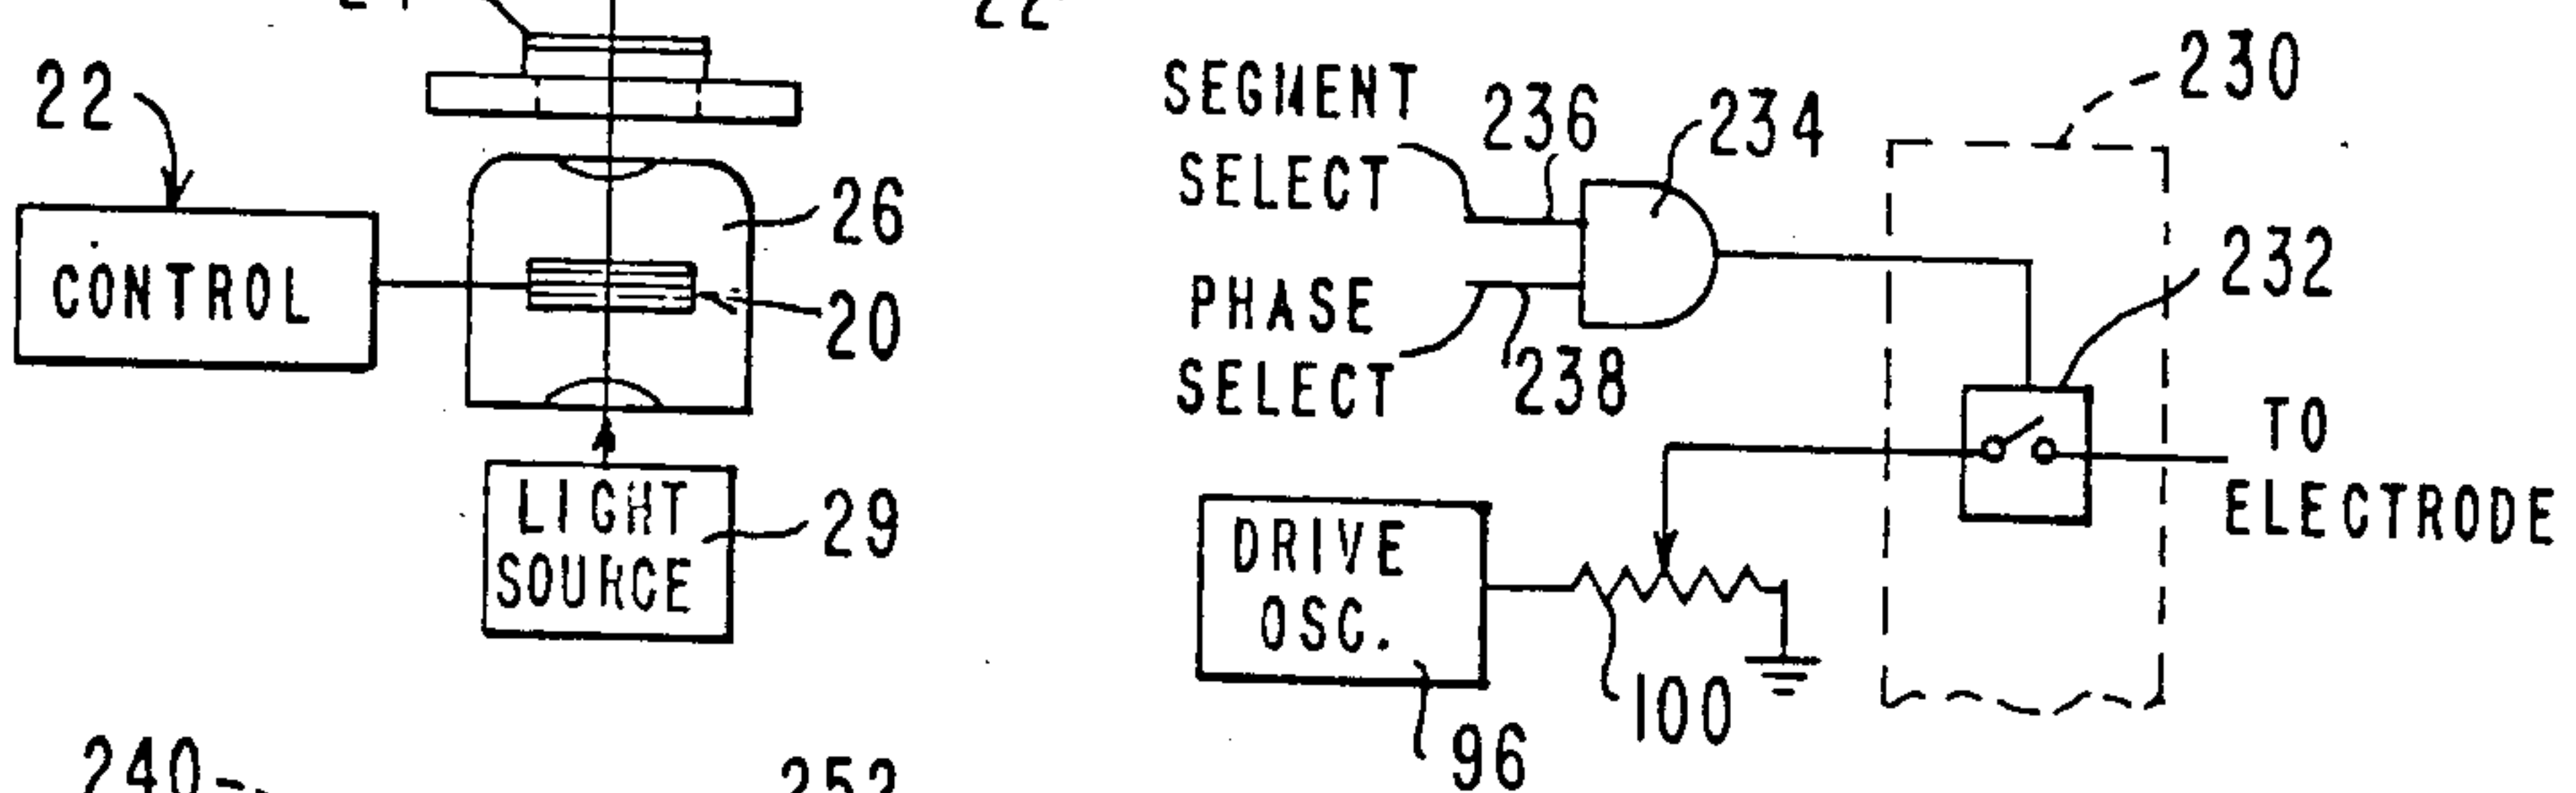 22
CONTROL
26
20
LIGHT
SOURCE
29
SEGMENT
SELECT
236
234
230
PHASE
SELECT
238
232
TO
ELECTRODE
DRIVE
OSC.
100
96
240